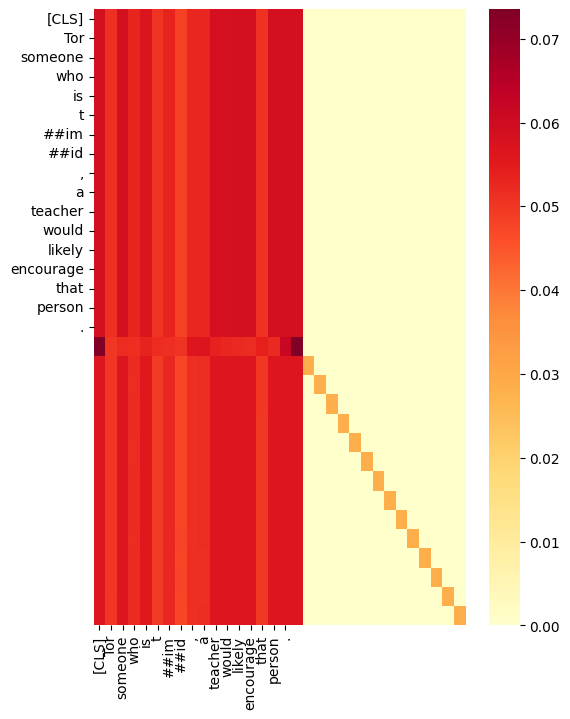 [CLS]
Tor
someone
who
is
t
##im
##id
,
a
teacher
would
likely
encourage
that
person
.
0.07
0.06
0.05
0.04
0.03
0.02
0.01
0.00
[CLS] Tor someone who is t ##im ##id , a teacher would likely encourage that person .